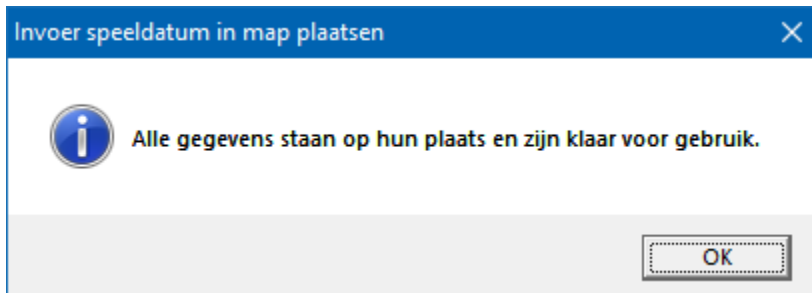 Invoer speeldatum in map plaatsen
Alle gegevens staan op hun plaats en zijn klaar voor gebruik.
OK